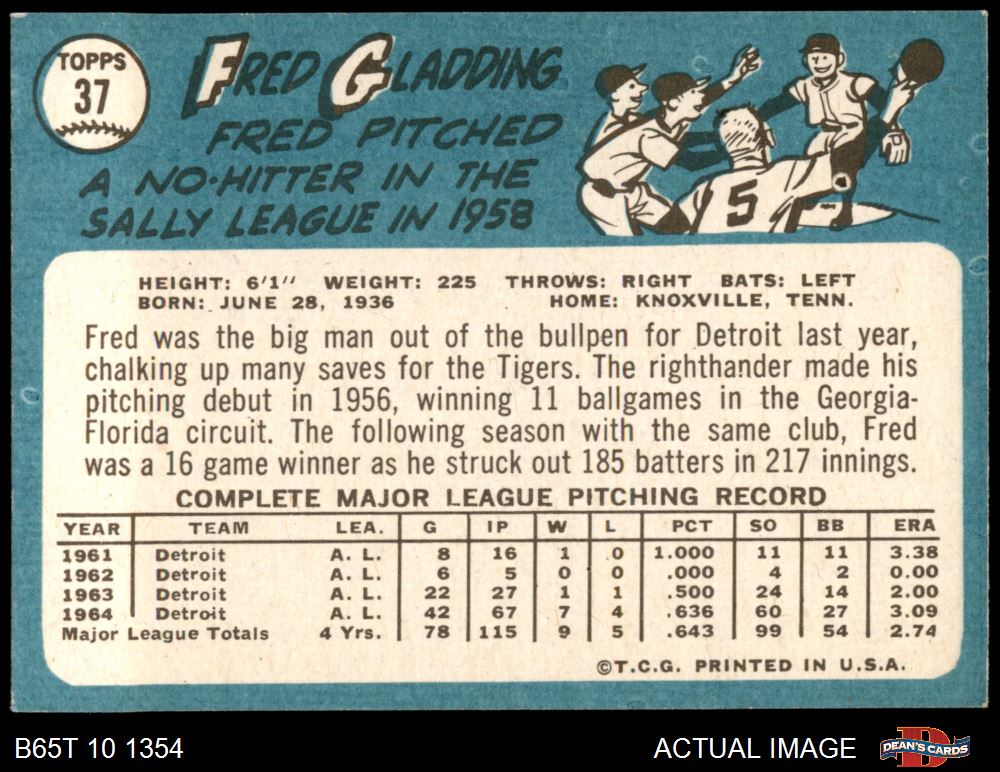 TOPPS
37
FRED GLADDING
FRED PITCHED
A NO-HITTER IN THE
SALLY LEAGUE IN 1958
5
HEIGHT: 6'1" WEIGHT: 225 THROWS: RIGHT BATS: LEFT
BORN: JUNE 28, 1936 HOME: KNOXVILLE, TENN.
Fred was the big man out of the bullpen for Detroit last year,
chalking up many saves for the Tigers. The righthander made his
pitching debut in 1956, winning 11 ballgames in the Georgia-
Florida circuit. The following season with the same club, Fred
was a 16 game winner as he struck out 185 batters in 217 innings.
COMPLETE MAJOR LEAGUE PITCHING RECORD
YEAR TEAM LEA. G IP W L PCT SO BB ERA
1961 Detroit A. L. 8 16 1 0 1.000 11 11 3.38
1962 Detroit A. L. 6 5 0 0 .000 4 2 0.00
1963 Detroit A. L. 22 27 1 1 .500 24 14 2.00
1964 Detroit A. L. 42 67 7 4 .636 60 27 3.09
Major League Totals 4 Yrs. 78 115 9 5 .643 99 54 2.74
©T.C.G. PRINTED IN U.S.A.
B65T 10 1354 ACTUAL IMAGE D DEAN'S CARDS